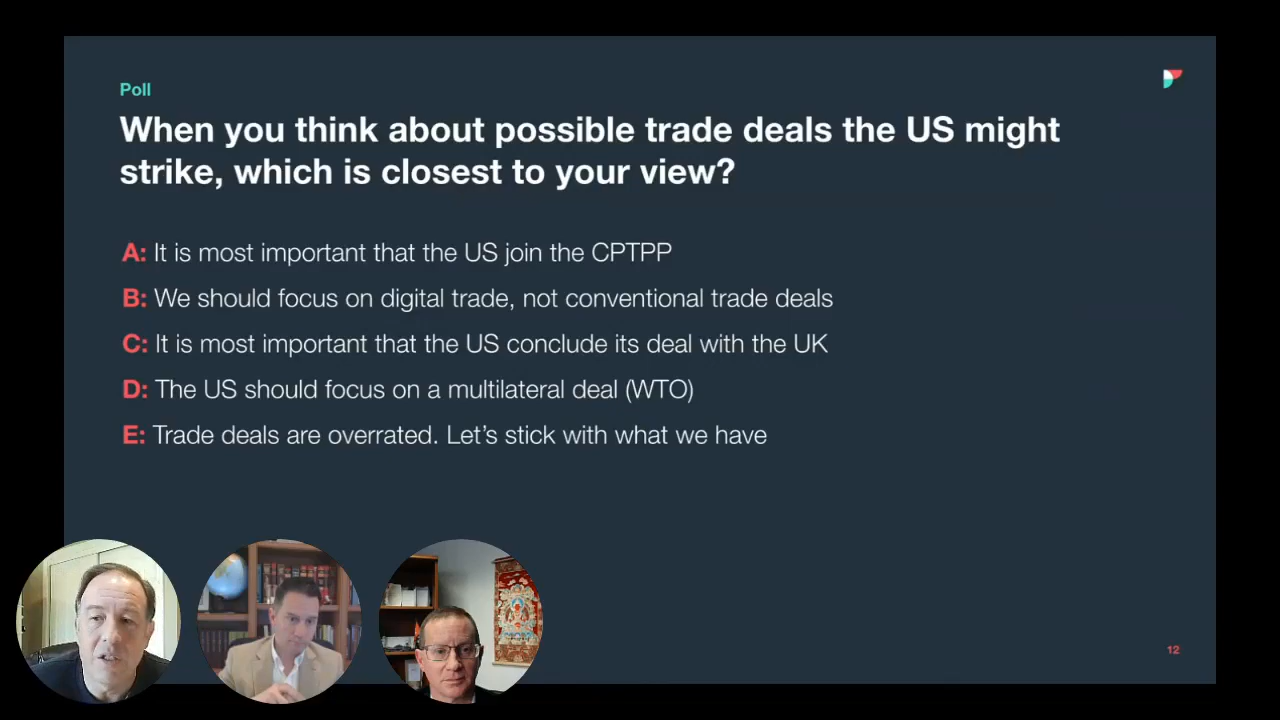 Poll
When you think about possible trade deals the US might
strike, which is closest to your view?
A: It is most important that the US join the CPTPP
B: We should focus on digital trade, not conventional trade deals
C: It is most important that the US conclude its deal with the UK
D: The US should focus on a multilateral deal (WTO)
E: Trade deals are overrated. Let’s stick with what we have
12